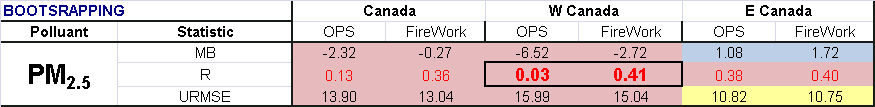 BOOTSRAPPING Canada W Canada E Canada
Polluant Statistic OPS FireWork OPS FireWork OPS FireWork
PM2.5
MB -2.32 -0.27 -6.52 -2.72 1.08 1.72
R 0.13 0.36 0.03 0.41 0.38 0.40
URMSE 13.90 13.04 15.99 15.04 10.82 10.75